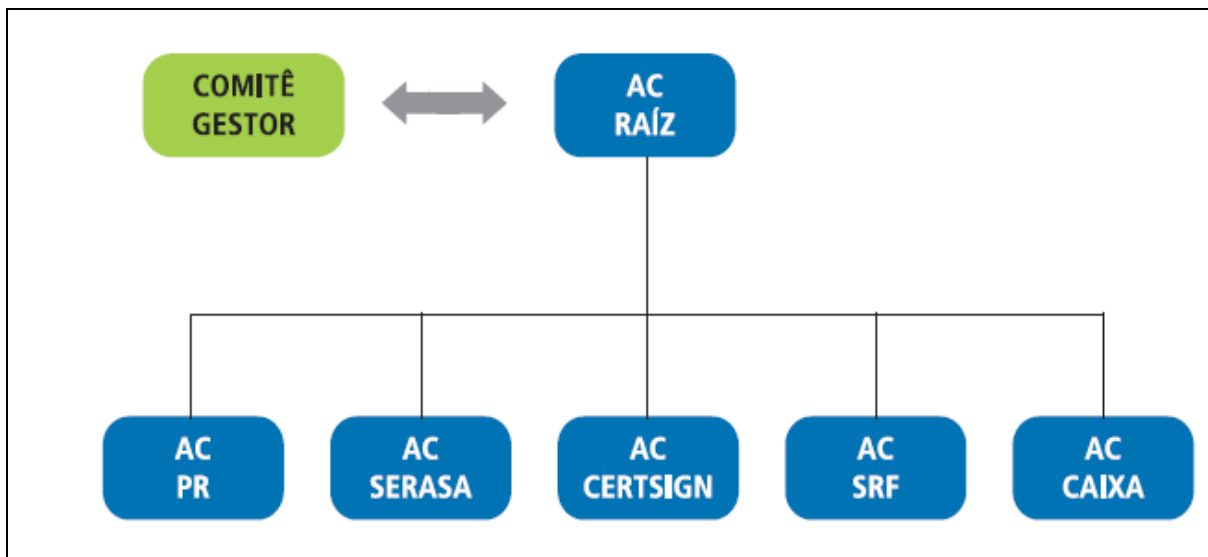 COMITÊ
GESTOR
AC
RAÍZ
AC
PR
AC
SERASA
AC
CERTSIGN
AC
SRF
AC
CAIXA